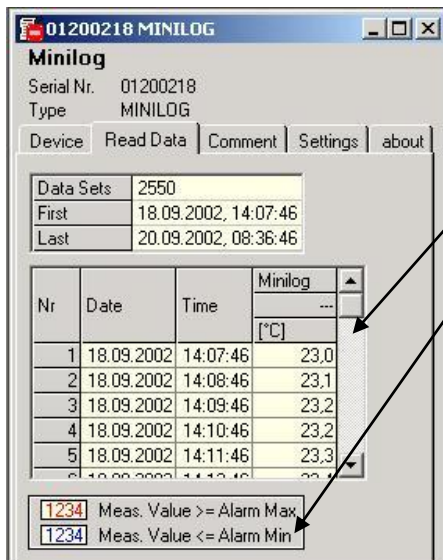 01200218 MINILOG
Minilog
Serial Nr. 01200218
Type MINILOG
Device Read Data Comment Settings about
Data Sets 2550
First 18.09.2002, 14:07:46
Last 20.09.2002, 08:36:46
Nr Date Time Minilog
---
[°C]
1 18.09.2002 14:07:46 23,0
2 18.09.2002 14:08:46 23,1
3 18.09.2002 14:09:46 23,2
4 18.09.2002 14:10:46 23,2
5 18.09.2002 14:11:46 23,3
1234 Meas. Value >= Alarm Max
1234 Meas. Value <= Alarm Min